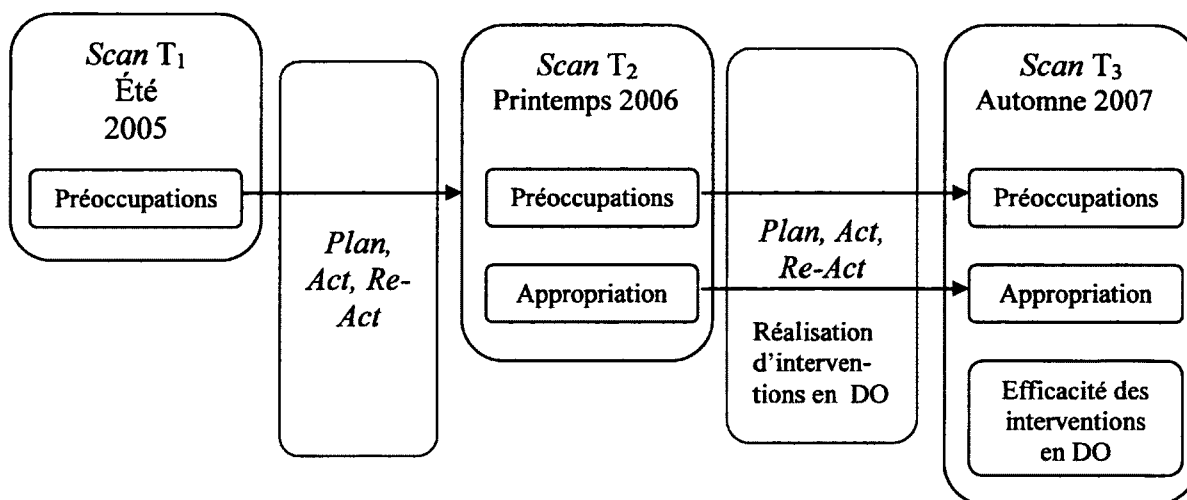 Scan T₁
Été
2005
Préoccupations
Plan,
Act, Re-
Act
Scan T₂
Printemps 2006
Préoccupations
Appropriation
Plan, Act,
Re-Act
Réalisation
d'interven-
tions en DO
Scan T₃
Automne 2007
Préoccupations
Appropriation
Efficacité des
interventions
en DO